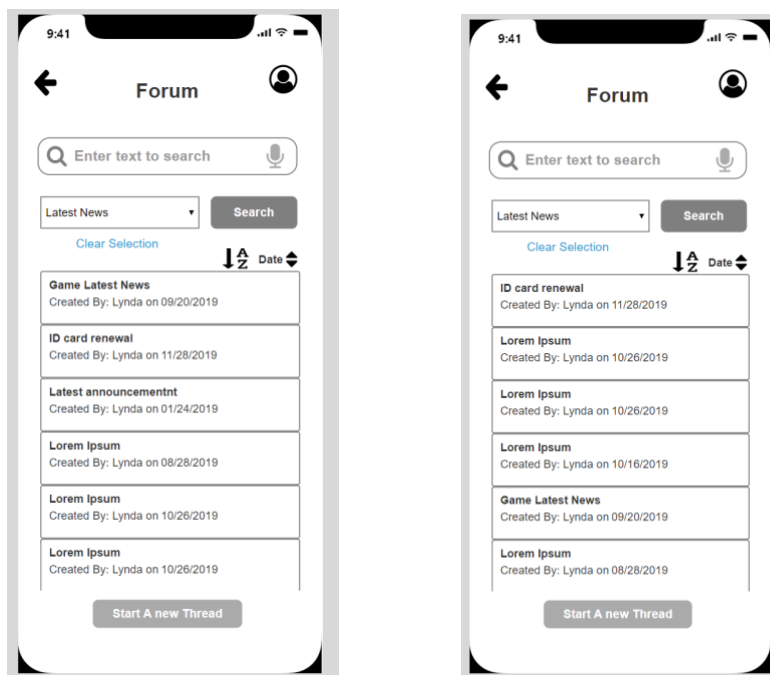 9:41
Forum
Enter text to search
Latest News
Search
Clear Selection
A
Z
Date
Game Latest News
Created By: Lynda on 09/20/2019
ID card renewal
Created By: Lynda on 11/28/2019
Latest announcementnt
Created By: Lynda on 01/24/2019
Lorem Ipsum
Created By: Lynda on 08/28/2019
Lorem Ipsum
Created By: Lynda on 10/26/2019
Lorem Ipsum
Created By: Lynda on 10/26/2019
Start A new Thread
9:41
Forum
Enter text to search
Latest News
Search
Clear Selection
A
Z
Date
ID card renewal
Created By: Lynda on 11/28/2019
Lorem Ipsum
Created By: Lynda on 10/26/2019
Lorem Ipsum
Created By: Lynda on 10/26/2019
Lorem Ipsum
Created By: Lynda on 10/16/2019
Game Latest News
Created By: Lynda on 09/20/2019
Lorem Ipsum
Created By: Lynda on 08/28/2019
Start A new Thread